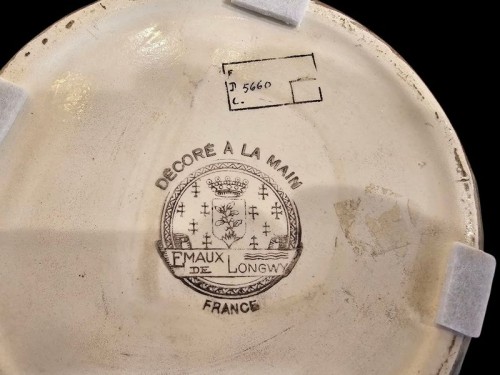 F
D 5660
C.
DÉCORÉ A LA MAIN
EMAUX
DE LONGWY
FRANCE